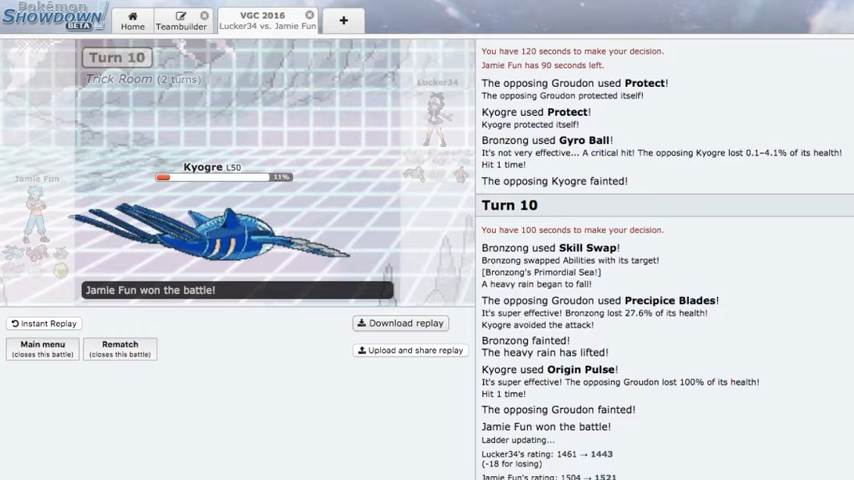 Pokémon
SHOWDOWN
BETA
Home
Teambuilder
VGC 2016
Lucker34 vs. Jamie Fun
+
Turn 10
Trick Room (2 turns)
Lucker34
Kyogre L50
11%
Jamie Fun
Jamie Fun won the battle!
Instant Replay
Download replay
Upload and share replay
Main menu
(closes this battle)
Rematch
(closes this battle)
You have 120 seconds to make your decision.
Jamie Fun has 90 seconds left.
The opposing Groudon used Protect!
The opposing Groudon protected itself!
Kyogre used Protect!
Kyogre protected itself!
Bronzong used Gyro Ball!
It's not very effective... A critical hit! The opposing Kyogre lost 0.1–4.1% of its health!
Hit 1 time!
The opposing Kyogre fainted!
Turn 10
You have 100 seconds to make your decision.
Bronzong used Skill Swap!
Bronzong swapped Abilities with its target!
[Bronzong's Primordial Sea!]
A heavy rain began to fall!
The opposing Groudon used Precipice Blades!
It's super effective! Bronzong lost 27.6% of its health!
Kyogre avoided the attack!
Bronzong fainted!
The heavy rain has lifted!
Kyogre used Origin Pulse!
It's super effective! The opposing Groudon lost 100% of its health!
Hit 1 time!
The opposing Groudon fainted!
Jamie Fun won the battle!
Ladder updating...
Lucker34's rating: 1461 → 1443
(-18 for losing)
Jamie Fun's rating: 1504 → 1521